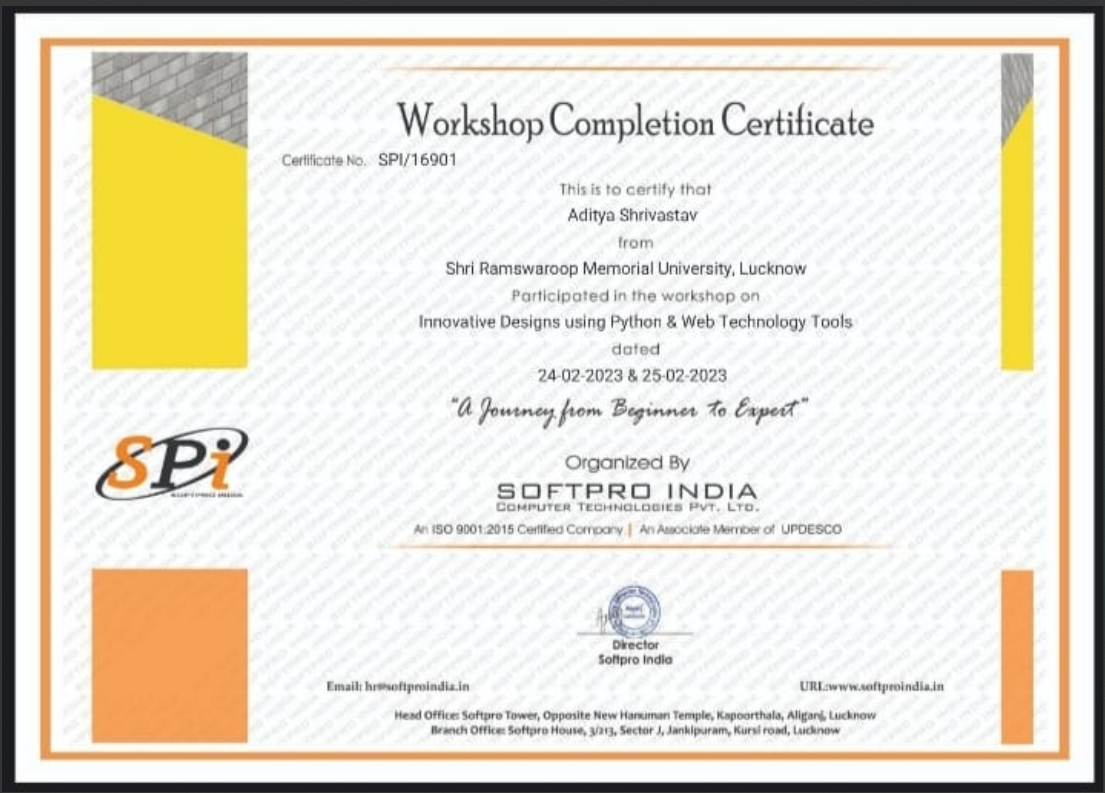 Workshop Completion Certificate
Certificate No. SPI/16901
This is to certify that
Aditya Shrivastav
from
Shri Ramswaroop Memorial University, Lucknow
Participated in the workshop on
Innovative Designs using Python & Web Technology Tools
dated
24-02-2023 & 25-02-2023
"A Journey from Beginner to Expert"
SPi
SOFTPRO INDIA
Organized By
SOFTPRO INDIA
COMPUTER TECHNOLOGIES PVT. LTD.
An ISO 9001:2015 Certified Company | An Associate Member of UPDESCO
Director
Softpro India
Email: hr@softproindia.in
URL:www.softproindia.in
Head Office: Softpro Tower, Opposite New Hanuman Temple, Kapoorthala, Aliganj, Lucknow
Branch Office: Softpro House, 3/213, Sector J, Jankipuram, Kursi road, Lucknow